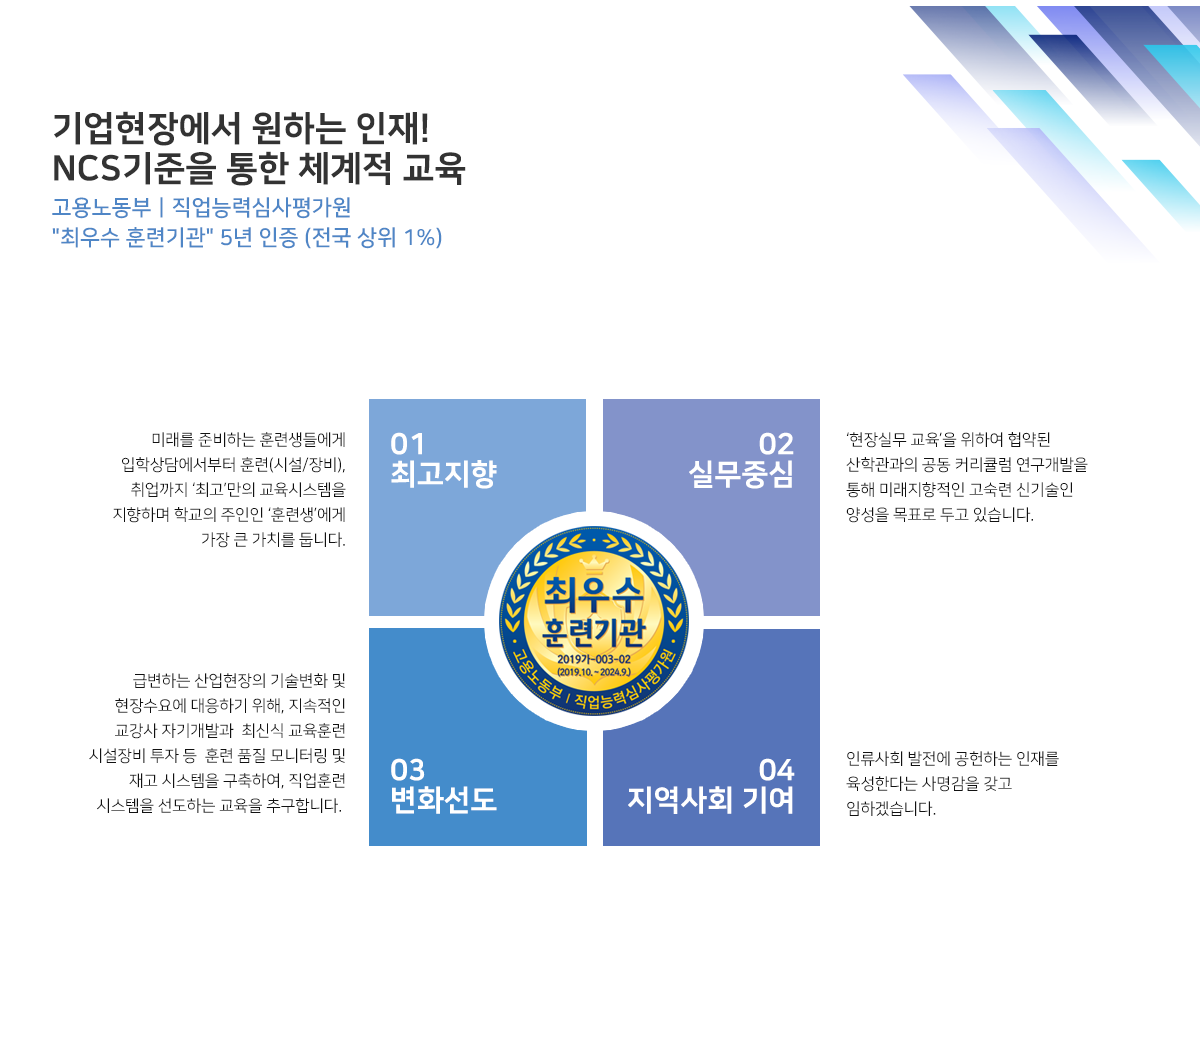 기업현장에서 원하는 인재!
NCS기준을 통한 체계적 교육
고용노동부 | 직업능력심사평가원
"최우수 훈련기관" 5년 인증 (전국 상위 1%)
01
최고지향
미래를 준비하는 훈련생들에게
입학상담에서부터 훈련(시설/장비),
취업까지 ‘최고’만의 교육시스템을
지향하며 학교의 주인인 ‘훈련생’에게
가장 큰 가치를 둡니다.
02
실무중심
‘현장실무 교육’을 위하여 협약된
산학관과의 공동 커리큘럼 연구개발을
통해 미래지향적인 고숙련 신기술인
양성을 목표로 두고 있습니다.
최우수
훈련기관
2019가-003-02
(2019.10. ~ 2024.9.)
고용노동부 | 직업능력심사평가원
03
변화선도
급변하는 산업현장의 기술변화 및
현장수요에 대응하기 위해, 지속적인
교강사 자기개발과  최신식 교육훈련
시설장비 투자 등  훈련 품질 모니터링 및
재고 시스템을 구축하여, 직업훈련
시스템을 선도하는 교육을 추구합니다.
04
지역사회 기여
인류사회 발전에 공헌하는 인재를
육성한다는 사명감을 갖고
임하겠습니다.